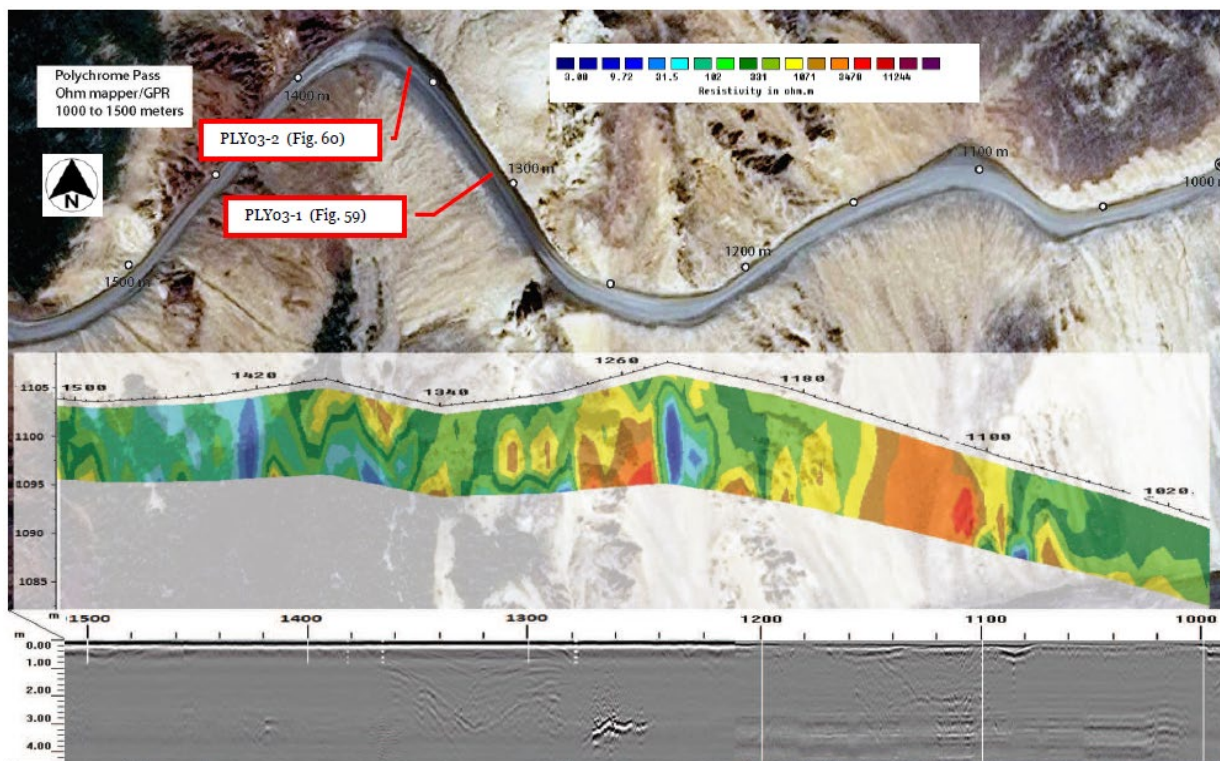 Polychrome Pass
Ohm mapper/GPR
1000 to 1500 meters
3.08 9.72 31.5 102 331 1071 3470 11244
Resistivity in ohm.m
PLY03-2 (Fig. 60)
PLY03-1 (Fig. 59)
N
1400 m
1300 m
1100 m
1000 m
1200 m
1500 m
1500 1420 1340 1260 1180 1100 1020
1105
1100
1095
1090
1085
m 1500 1400 1300 1200 1100 1000
m
0.00
1.00
2.00
3.00
4.00